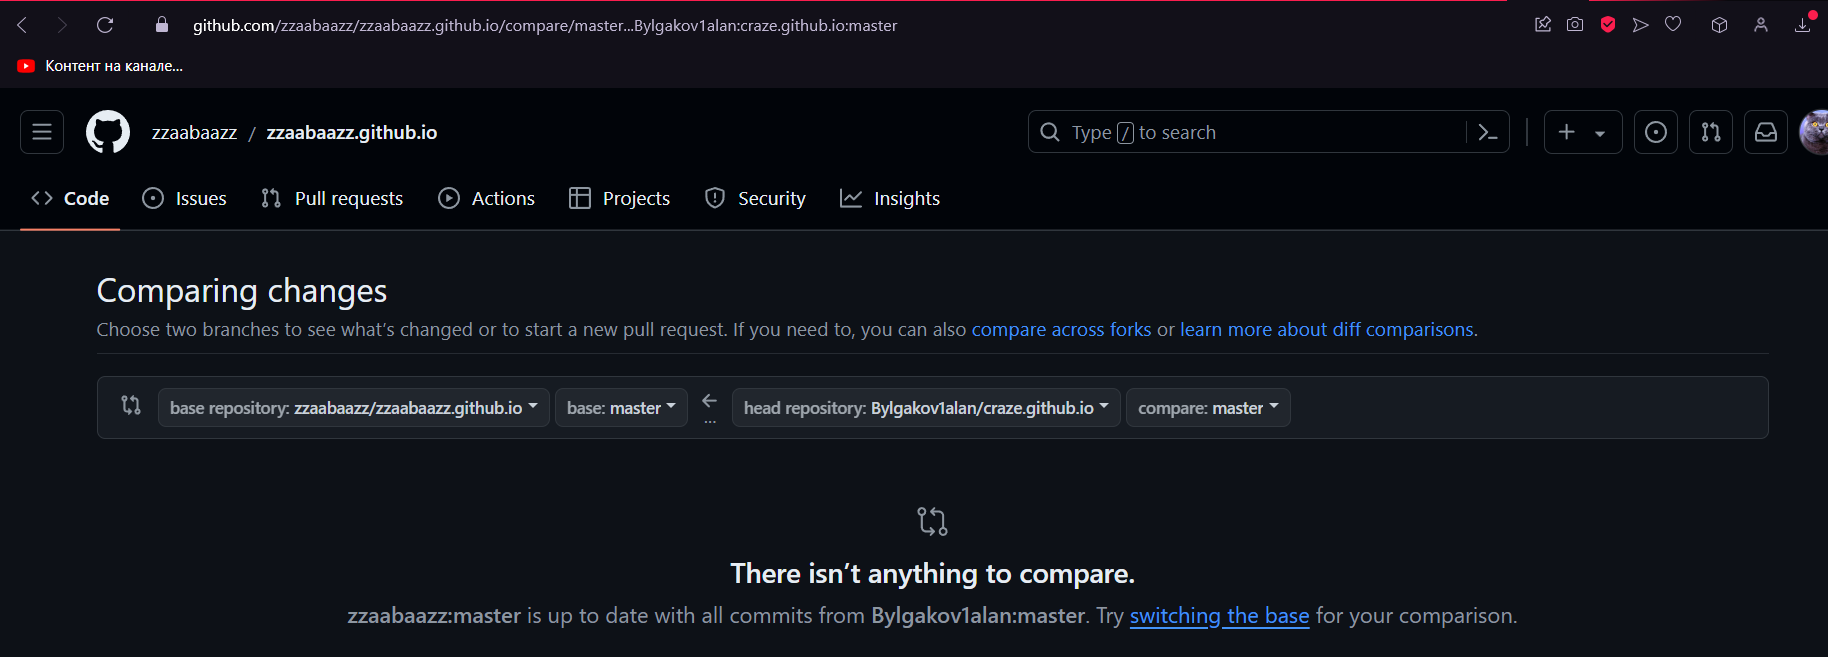 github.com/zzaabaazz/zzaabaazz.github.io/compare/master...Bylgakov1alan:craze.github.io:master
Контент на канале...
zzaabaazz / zzaabaazz.github.io
Type / to search
Code Issues Pull requests Actions Projects Security Insights
Comparing changes
Choose two branches to see what's changed or to start a new pull request. If you need to, you can also compare across forks or learn more about diff comparisons.
base repository: zzaabaazz/zzaabaazz.github.io base: master ... head repository: Bylgakov1alan/craze.github.io compare: master
There isn't anything to compare.
zzaabaazz:master is up to date with all commits from Bylgakov1alan:master. Try switching the base for your comparison.